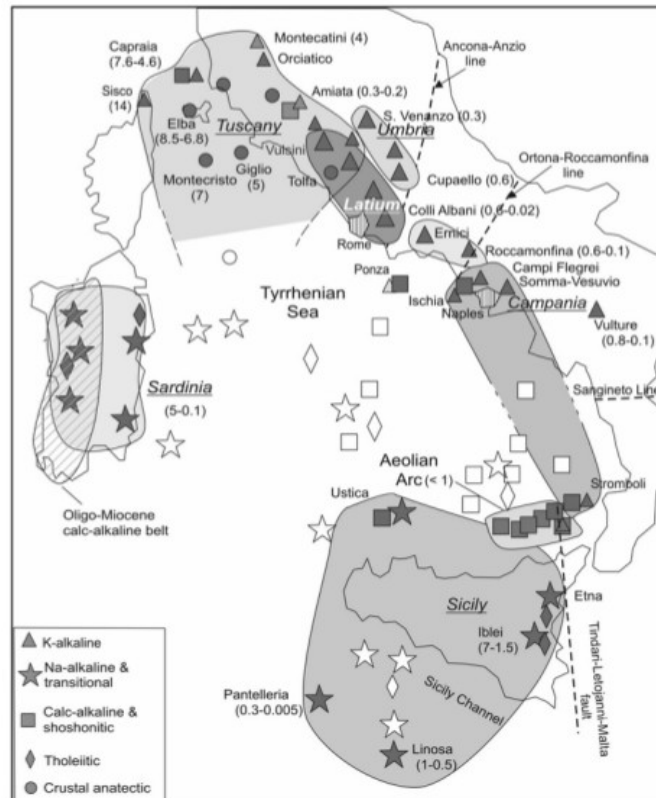 Montecatini (4)
Capraia
(7.6-4.6)
Orciatico
Ancona-Anzio
line
Sisco
(14)
Amiata (0.3-0.2)
S. Venanzo (0.3)
Elba
(8.5-6.8)
Tuscany
Umbria
Vulsini
Ortona-Roccamonfina
line
Giglio
(5)
Montecristo
(7)
Tolfa
Cupaello (0.6)
Latium
Colli Albani (0.6-0.02)
Rome
Ernici
Roccamonfina (0.6-0.1)
Ponza
Campi Flegrei
Somma-Vesuvio
Ischia
Naples
Campania
Tyrrhenian
Sea
Vulture
(0.8-0.1)
Sardinia
(5-0.1)
Sangineto Line
Aeolian
Arc (< 1)
Stromboli
Ustica
Oligo-Miocene
calc-alkaline belt
Etna
Sicily
Iblei
(7-1.5)
Tindari-Letojanni-Malta
fault
Sicily Channel
Pantelleria
(0.3-0.005)
Linosa
(1-0.5)
K-alkaline
Na-alkaline &
transitional
Calc-alkaline &
shoshonitic
Tholeiitic
Crustal anatectic